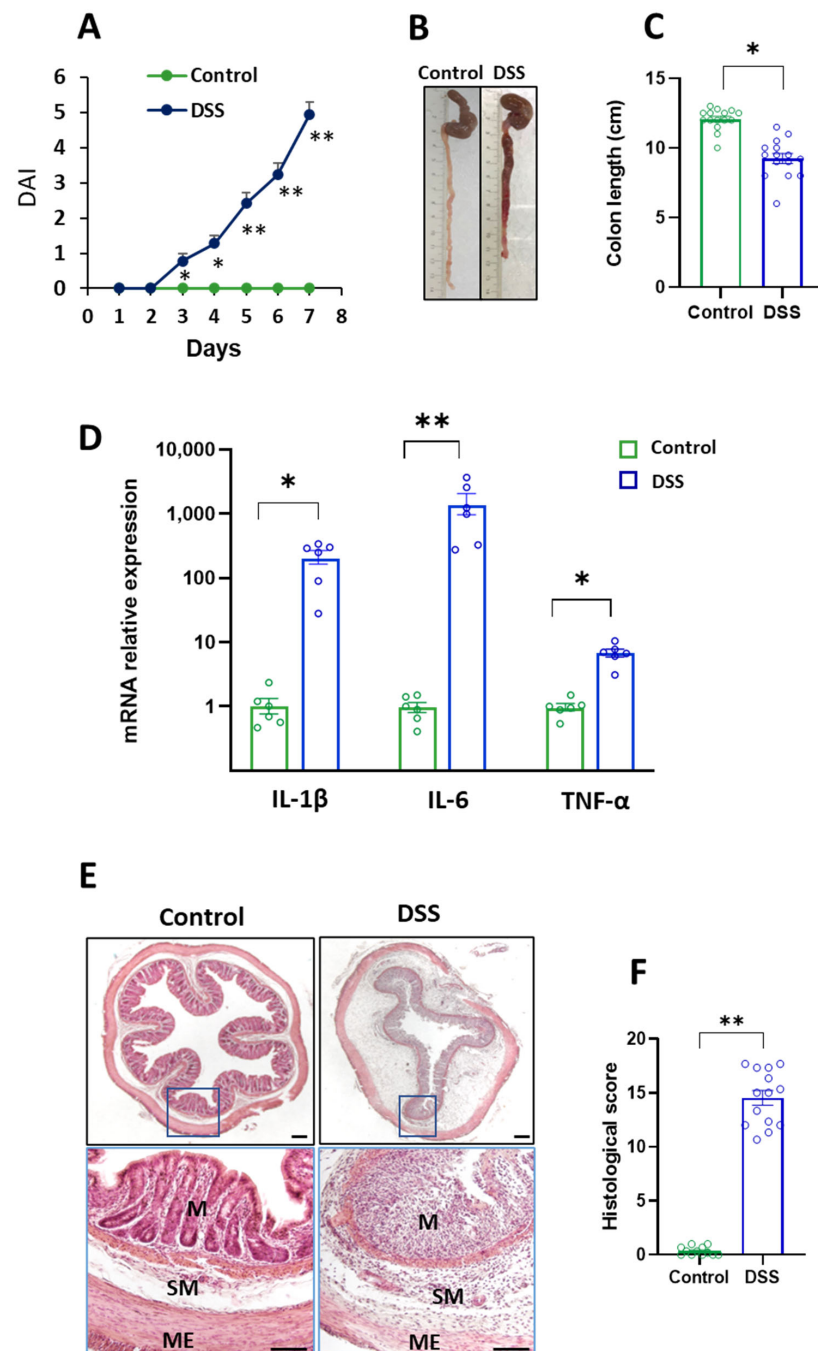 A
B
C
Control
DSS
6
5
4
3
2
1
0
DAI
*
*
**
**
**
0 1 2 3 4 5 6 7 8
Days
Control DSS
*
15
10
5
0
Colon length (cm)
Control DSS
D
10,000
1,000
100
10
1
mRNA relative expression
*
**
*
Control
DSS
IL-1β IL-6 TNF-α
E
Control DSS
M
SM
ME
M
SM
ME
F
**
20
15
10
5
0
Histological score
Control DSS